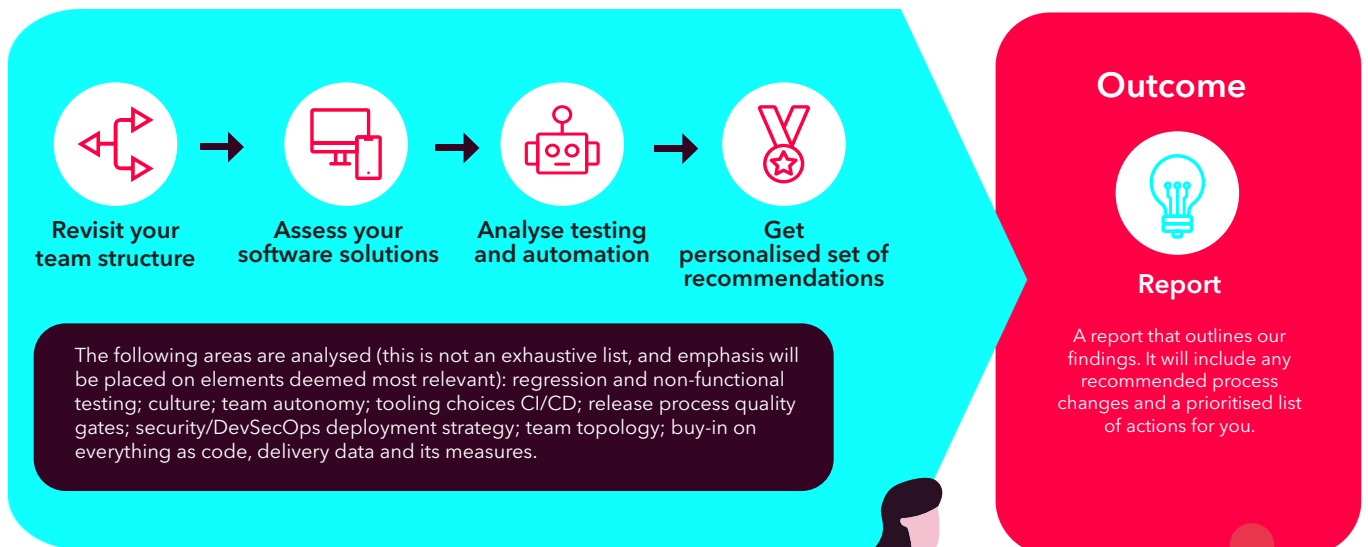 Revisit your
team structure
Assess your
software solutions
Analyse testing
and automation
Get
personalised set of
recommendations
The following areas are analysed (this is not an exhaustive list, and emphasis will
be placed on elements deemed most relevant): regression and non-functional
testing; culture; team autonomy; tooling choices CI/CD; release process quality
gates; security/DevSecOps deployment strategy; team topology; buy-in on
everything as code, delivery data and its measures.
Outcome
Report
A report that outlines our
findings. It will include any
recommended process
changes and a prioritised list
of actions for you.